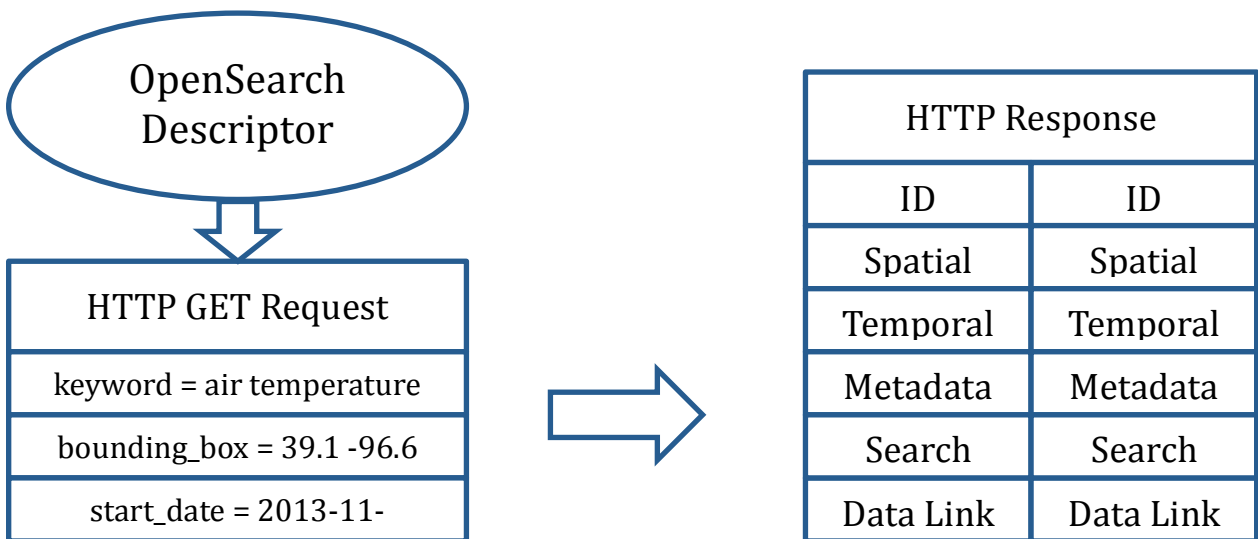 OpenSearch
Descriptor
HTTP GET Request
keyword = air temperature
bounding_box = 39.1 -96.6
start_date = 2013-11-
HTTP Response
ID ID
Spatial Spatial
Temporal Temporal
Metadata Metadata
Search Search
Data Link Data Link